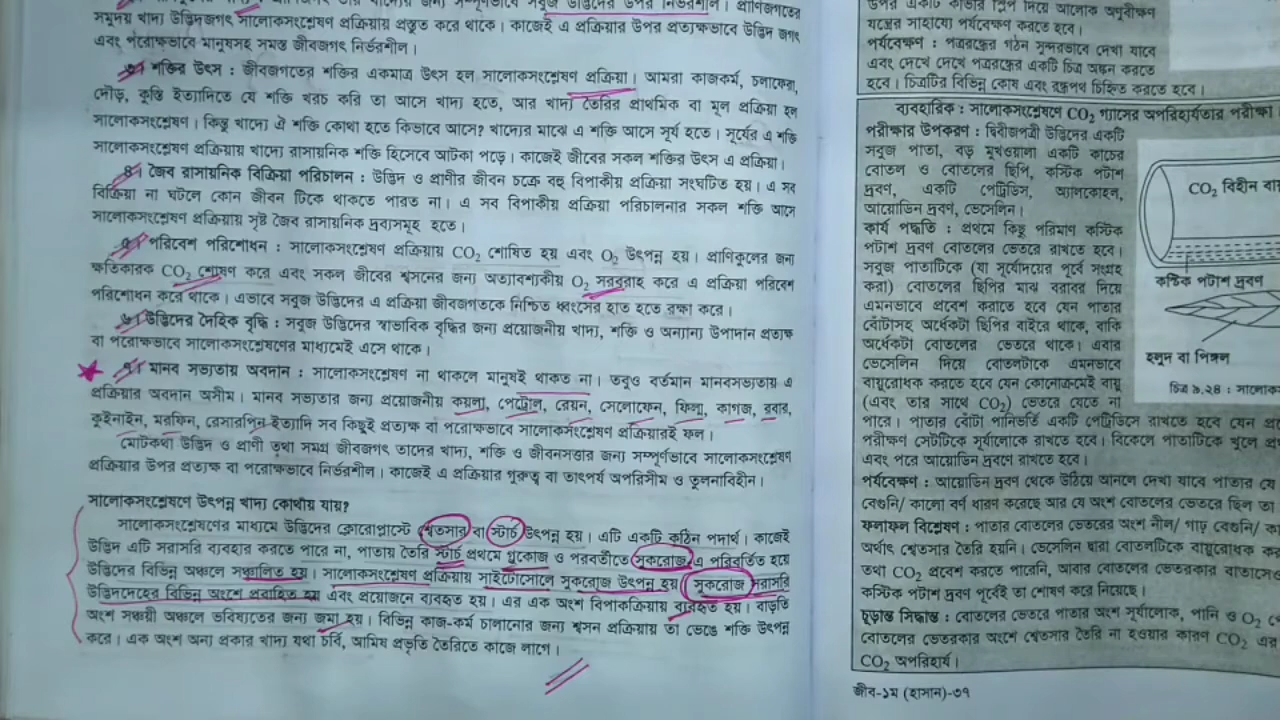 সমুদয় খাদ্য উদ্ভিদজগৎ সালোকসংশ্লেষণ প্রক্রিয়ায় প্রস্তুত করে থাকে। কাজেই এ প্রক্রিয়ার উপর প্রত্যক্ষভাবে উদ্ভিদ জগৎ
এবং পরোক্ষভাবে মানুষসহ সমস্ত জীবজগৎ নির্ভরশীল।
৩। শক্তির উৎস : জীবজগতের শক্তির একমাত্র উৎস হল সালোকসংশ্লেষণ প্রক্রিয়া। আমরা কাজকর্ম, চলাফেরা,
দৌড়, কুস্তি ইত্যাদিতে যে শক্তি খরচ করি তা আসে খাদ্য হতে, আর খাদ্য তৈরির প্রাথমিক বা মূল প্রক্রিয়া হল
সালোকসংশ্লেষণ। কিন্তু খাদ্যে ঐ শক্তি কোথা হতে কিভাবে আসে? খাদ্যের মাঝে এ শক্তি আসে সূর্য হতে। সূর্যের এ শক্তি
সালোকসংশ্লেষণ প্রক্রিয়ায় খাদ্যে রাসায়নিক শক্তি হিসেবে আটকা পড়ে। কাজেই জীবের সকল শক্তির উৎস এ প্রক্রিয়া।
৪। জৈব রাসায়নিক বিক্রিয়া পরিচালন : উদ্ভিদ ও প্রাণীর জীবন চক্রে বহু বিপাকীয় প্রক্রিয়া সংঘটিত হয়। এ সব
বিক্রিয়া না ঘটলে কোন জীবন টিকে থাকতে পারত না। এ সব বিপাকীয় প্রক্রিয়া পরিচালনার সকল শক্তি আসে
সালোকসংশ্লেষণ প্রক্রিয়ায় সৃষ্ট জৈব রাসায়নিক দ্রব্যসমূহ হতে।
৫। পরিবেশ পরিশোধন : সালোকসংশ্লেষণ প্রক্রিয়ায় CO₂ শোষিত হয় এবং O₂ উৎপন্ন হয়। প্রাণিকূলের জন্য
ক্ষতিকারক CO₂ শোষণ করে এবং সকল জীবের শ্বসনের জন্য অত্যাবশ্যকীয় O₂ সরবরাহ করে এ প্রক্রিয়া পরিবেশ
পরিশোধন করে থাকে। এভাবে সবুজ উদ্ভিদের এ প্রক্রিয়া জীবজগতকে নিশ্চিত ধ্বংসের হাত হতে রক্ষা করে।
৬। উদ্ভিদের দৈহিক বৃদ্ধি : সবুজ উদ্ভিদের স্বাভাবিক বৃদ্ধির জন্য প্রয়োজনীয় খাদ্য, শক্তি ও অন্যান্য উপাদান প্রত্যক্ষ
বা পরোক্ষভাবে সালোকসংশ্লেষণের মাধ্যমেই এসে থাকে।
৭। মানব সভ্যতায় অবদান : সালোকসংশ্লেষণ না থাকলে মানুষই থাকত না। তবুও বর্তমান মানবসভ্যতায় এ
প্রক্রিয়ার অবদান অসীম। মানব সভ্যতার জন্য প্রয়োজনীয় কয়লা, পেট্রোল, রেয়ন, সেলোফেন, ফিল্ম, কাগজ, রবার,
কুইনাইন, মরফিন, রেসারপিন ইত্যাদি সব কিছুই প্রত্যক্ষ বা পরোক্ষভাবে সালোকসংশ্লেষণ প্রক্রিয়ারই ফল।
মোটকথা উদ্ভিদ ও প্রাণী তথা সমগ্র জীবজগৎ তাদের খাদ্য, শক্তি ও জীবনসত্তার জন্য সম্পূর্ণভাবে সালোকসংশ্লেষণ
প্রক্রিয়ার উপর প্রত্যক্ষ বা পরোক্ষভাবে নির্ভরশীল। কাজেই এ প্রক্রিয়ার গুরুত্ব বা তাৎপর্য অপরিসীম ও তুলনাবিহীন।
সালোকসংশ্লেষণে উৎপন্ন খাদ্য কোথায় যায়?
সালোকসংশ্লেষণের মাধ্যমে উদ্ভিদের ক্লোরোপ্লাস্টে শ্বেতসার বা স্টার্চ উৎপন্ন হয়। এটি একটি কঠিন পদার্থ। কাজেই
উদ্ভিদ এটি সরাসরি ব্যবহার করতে পারে না, পাতায় তৈরি স্টার্চ প্রথমে গ্লুকোজ ও পরবর্তীতে সুকরোজ এ পরিবর্তিত হয়ে
উদ্ভিদের বিভিন্ন অঞ্চলে সঞ্চালিত হয়। সালোকসংশ্লেষণ প্রক্রিয়ায় সাইটোসোলে সুকরোজ উৎপন্ন হয়। সুকরোজ সরাসরি
উদ্ভিদদেহের বিভিন্ন অংশে প্রবাহিত হয় এবং প্রয়োজনে ব্যবহৃত হয়। এর এক অংশ বিপাকক্রিয়ায় ব্যবহৃত হয়। বাড়তি
অংশ সঞ্চয়ী অঞ্চলে ভবিষ্যতের জন্য জমা হয়। বিভিন্ন কাজ-কর্ম চালানোর জন্য শ্বসন প্রক্রিয়ায় তা ভেঙে শক্তি উৎপন্ন
করে। এক অংশ অন্য প্রকার খাদ্য যথা চর্বি, আমিষ প্রভৃতি তৈরিতে কাজে লাগে।
উপর একটি কভার স্লিপ দিয়ে আলোক অণুবীক্ষণ
যন্ত্রের সাহায্যে পর্যবেক্ষণ করতে হবে।
পর্যবেক্ষণ : পত্ররন্ধ্রের গঠন সুন্দরভাবে দেখা যাবে
এবং দেখে দেখে পত্ররন্ধ্রের একটি চিত্র অঙ্কন করতে
হবে। চিত্রটির বিভিন্ন কোষ এবং রন্ধ্রপথ চিহ্নিত করতে হবে।
ব্যবহারিক : সালোকসংশ্লেষণে CO₂ গ্যাসের অপরিহার্যতার পরীক্ষা
পরীক্ষার উপকরণ : দ্বিবীজপত্রী উদ্ভিদের একটি
সবুজ পাতা, বড় মুখওয়ালা একটি কাচের
বোতল ও বোতলের ছিপি, কস্টিক পটাশ
দ্রবণ, একটি পেট্রিডিস, অ্যালকোহল,
আয়োডিন দ্রবণ, ভেসেলিন।
কার্য পদ্ধতি : প্রথমে কিছু পরিমাণ কস্টিক
পটাশ দ্রবণ বোতলের ভেতরে রাখতে হবে।
সবুজ পাতাটিকে (যা সূর্যোদয়ের পূর্বে সংগ্রহ
করা) বোতলের ছিপির মাঝ বরাবর দিয়ে
এমনভাবে প্রবেশ করাতে হবে যেন পাতার
বোঁটাসহ অর্ধেকটা ছিপির বাইরে থাকে, বাকি
অর্ধেকটা বোতলের ভেতরে থাকে। এবার
ভেসেলিন দিয়ে বোতলটাকে এমনভাবে
বায়ুরোধক করতে হবে যেন কোনোক্রমেই বায়ু
(এবং তার সাথে CO₂) ভেতরে যেতে না
পারে। পাতার বোঁটা পানিভর্তি একটি পেট্রিডিসে রাখতে হবে যেন
পরীক্ষণ সেটটিকে সূর্যালোকে রাখতে হবে। বিকেলে পাতাটিকে খুলে
এবং পরে আয়োডিন দ্রবণে রাখতে হবে।
পর্যবেক্ষণ : আয়োডিন দ্রবণ থেকে উঠিয়ে আনলে দেখা যাবে পাতার যে
বেগুনি/ কালো বর্ণ ধারণ করেছে আর যে অংশ বোতলের ভেতরে ছিল তা
ফলাফল বিশ্লেষণ : পাতার বোতলের ভেতরের অংশ নীল/ গাঢ় বেগুনি/
অর্থাৎ শ্বেতসার তৈরি হয়নি। ভেসেলিন দ্বারা বোতলটিকে বায়ুরোধক
তথা CO₂ প্রবেশ করতে পারেনি, আবার বোতলের ভেতরকার
কস্টিক পটাশ দ্রবণ পূর্বেই তা শোষণ করে নিয়েছে।
চূড়ান্ত সিদ্ধান্ত : বোতলের ভেতরে পাতার অংশ সূর্যালোক, পানি ও O₂
বোতলের ভেতরকার অংশে শ্বেতসার তৈরি না হওয়ার কারণ CO₂ এর
CO₂ অপরিহার্য।
CO₂ বিহীন
কস্টিক পটাশ দ্রবণ
হলুদ বা পিঙ্গল
চিত্র ৯.২৪ :
জীব-১ম (হাসান)-৩৭